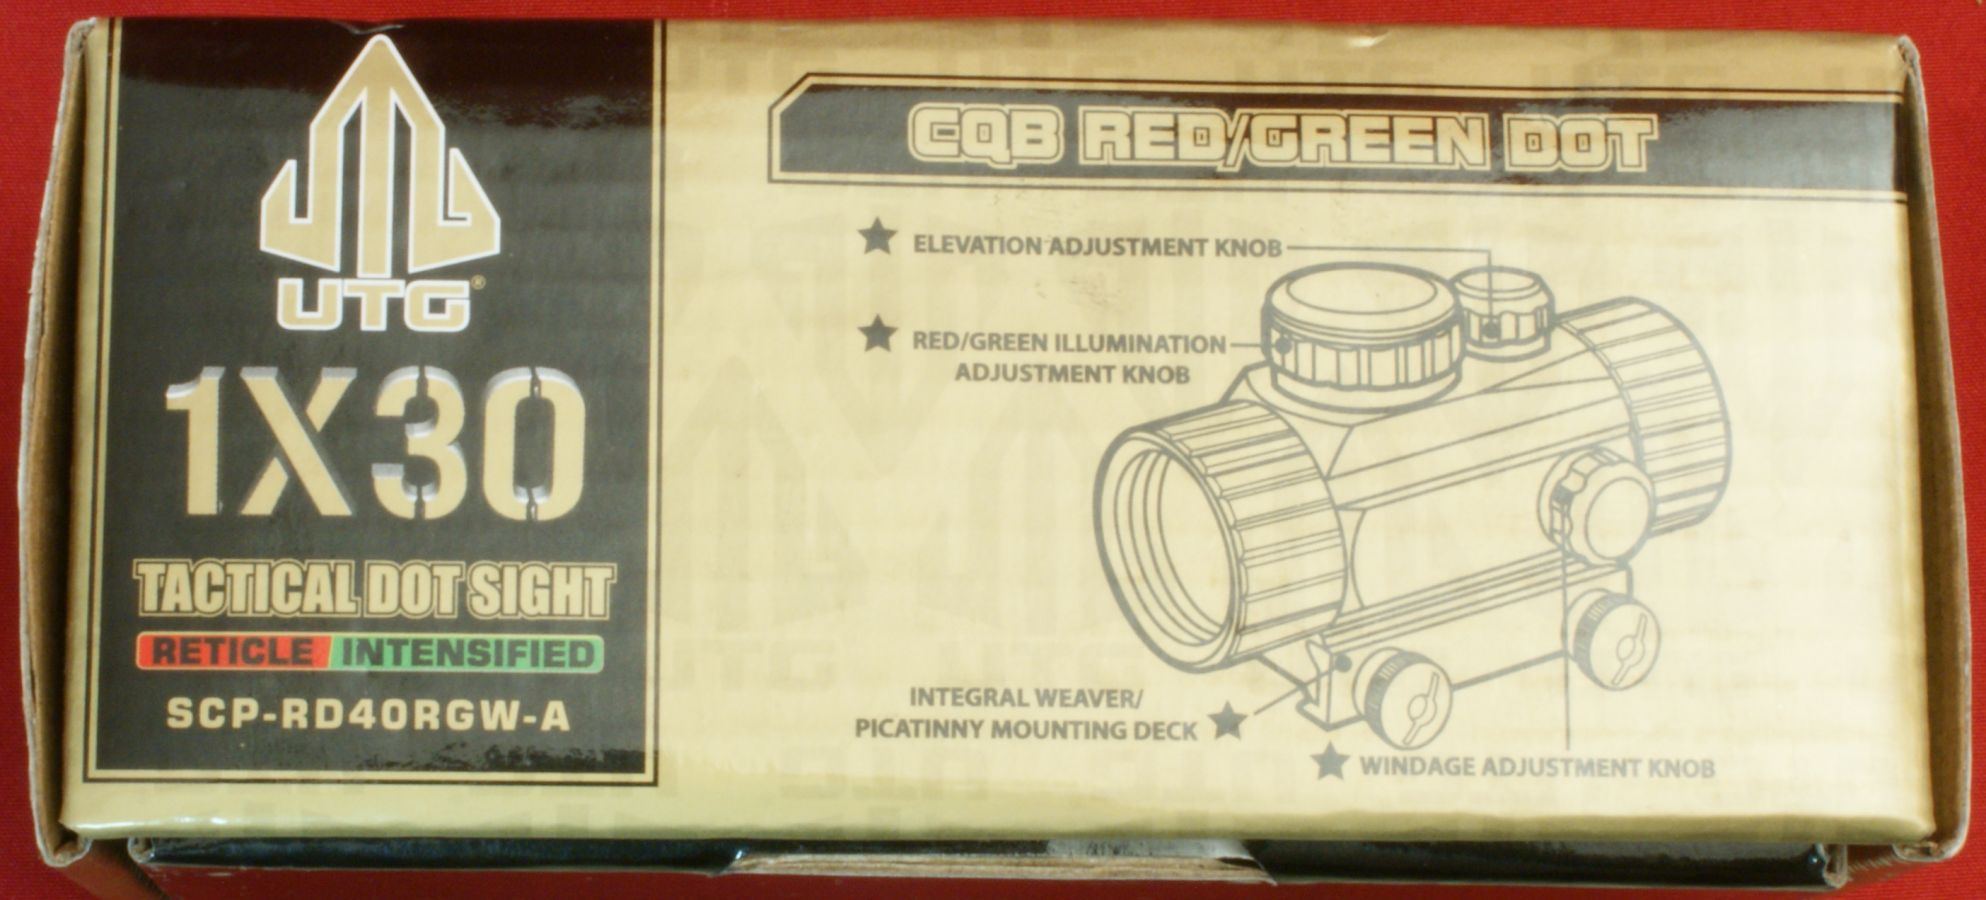 UTG®
1X30
TACTICAL DOT SIGHT
RETICLE INTENSIFIED
SCP-RD40RGW-A
CQB RED/GREEN DOT
ELEVATION ADJUSTMENT KNOB
RED/GREEN ILLUMINATION
ADJUSTMENT KNOB
INTEGRAL WEAVER/
PICATINNY MOUNTING DECK
WINDAGE ADJUSTMENT KNOB